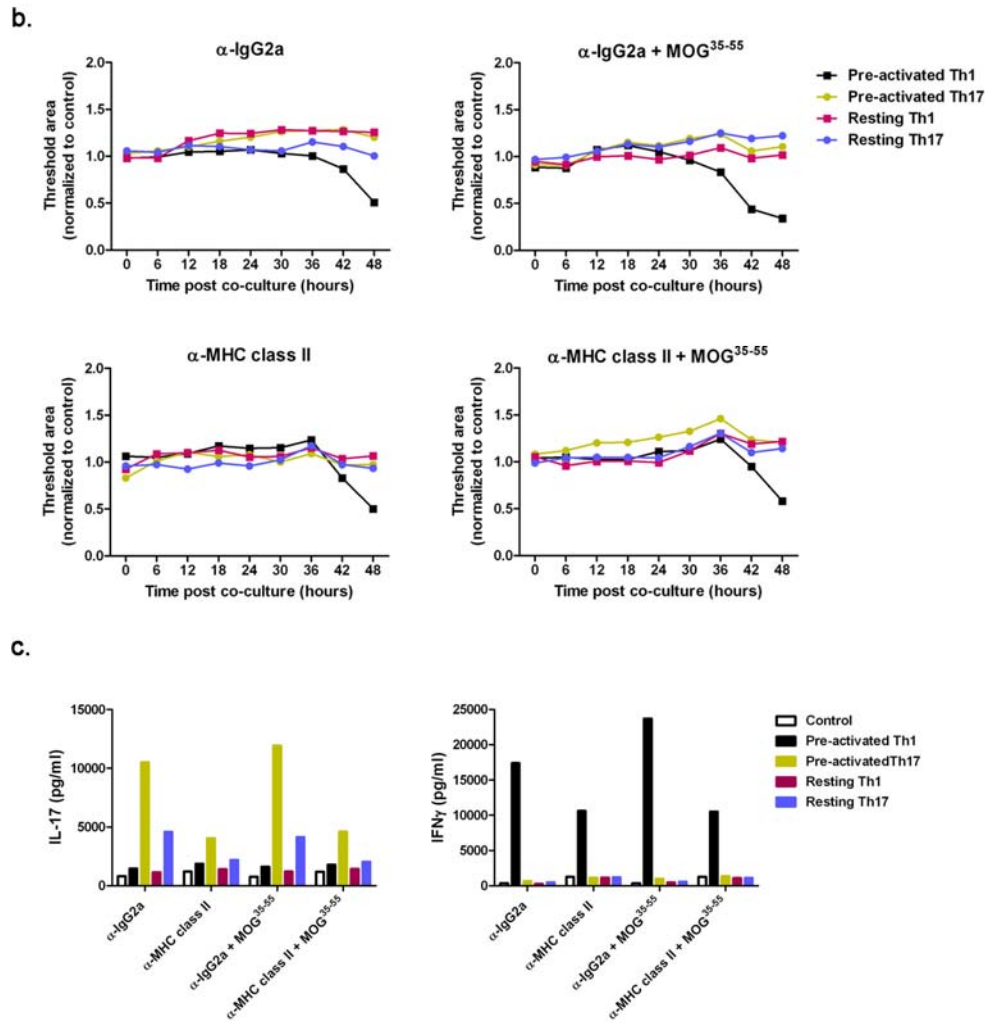 b.
α-IgG2a
Threshold area
(normalized to control)
2.0
1.5
1.0
0.5
0.0
0 6 12 18 24 30 36 42 48
Time post co-culture (hours)
α-IgG2a + MOG35-55
Threshold area
(normalized to control)
2.0
1.5
1.0
0.5
0.0
0 6 12 18 24 30 36 42 48
Time post co-culture (hours)
Pre-activated Th1
Pre-activated Th17
Resting Th1
Resting Th17
α-MHC class II
Threshold area
(normalized to control)
2.0
1.5
1.0
0.5
0.0
0 6 12 18 24 30 36 42 48
Time post co-culture (hours)
α-MHC class II + MOG35-55
Threshold area
(normalized to control)
2.0
1.5
1.0
0.5
0.0
0 6 12 18 24 30 36 42 48
Time post co-culture (hours)
c.
IL-17 (pg/ml)
15000
10000
5000
0
α-IgG2a
α-MHC class II
α-IgG2a + MOG35-55
α-MHC class II + MOG35-55
IFNγ (pg/ml)
25000
20000
15000
10000
5000
0
α-IgG2a
α-MHC class II
α-IgG2a + MOG35-55
α-MHC class II + MOG35-55
Control
Pre-activated Th1
Pre-activatedTh17
Resting Th1
Resting Th17